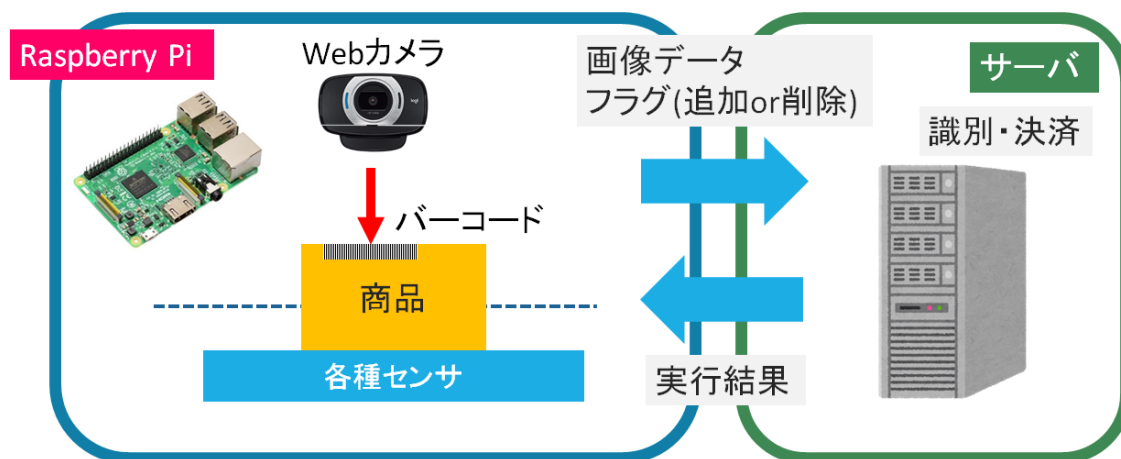 Raspberry Pi
Webカメラ
バーコード
商品
各種センサ
画像データ
フラグ(追加or削除)
実行結果
サーバ
識別・決済